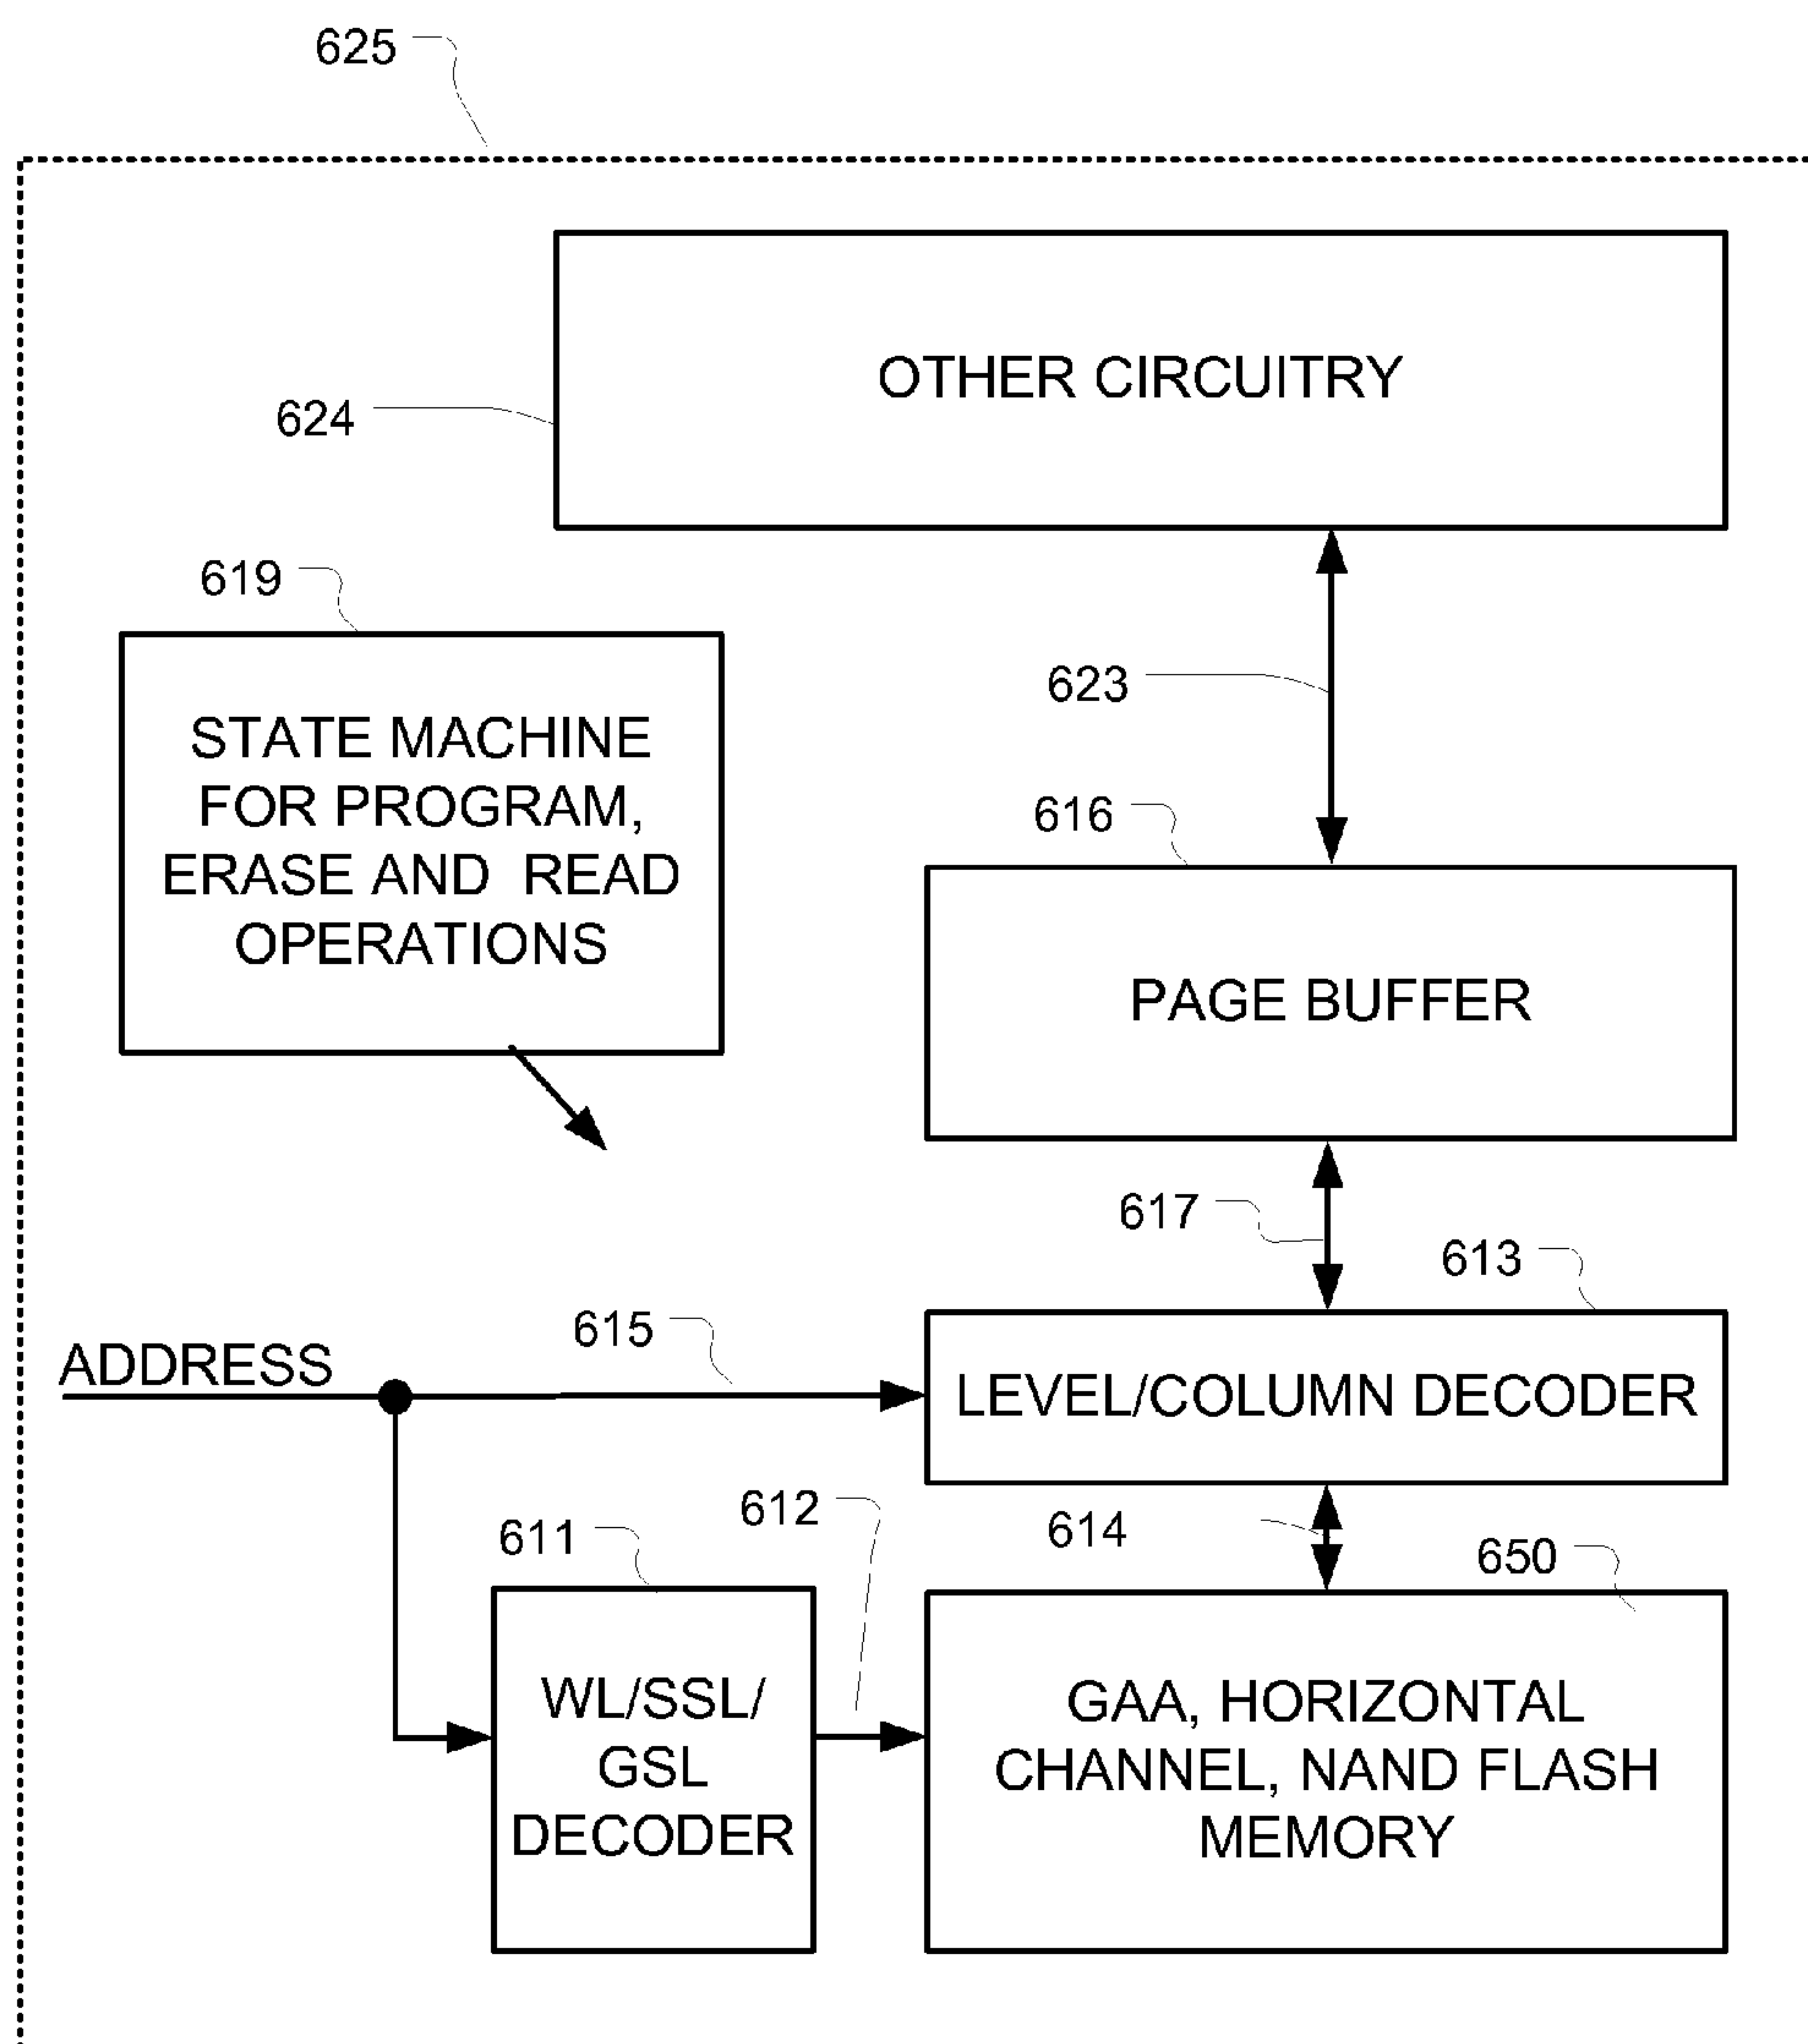 625
OTHER CIRCUITRY
624
619
STATE MACHINE
FOR PROGRAM,
ERASE AND READ
OPERATIONS
623
616
PAGE BUFFER
617
613
615
ADDRESS
LEVEL/COLUMN DECODER
612
614
611
650
WL/SSL/
GSL
DECODER
GAA, HORIZONTAL
CHANNEL, NAND FLASH
MEMORY